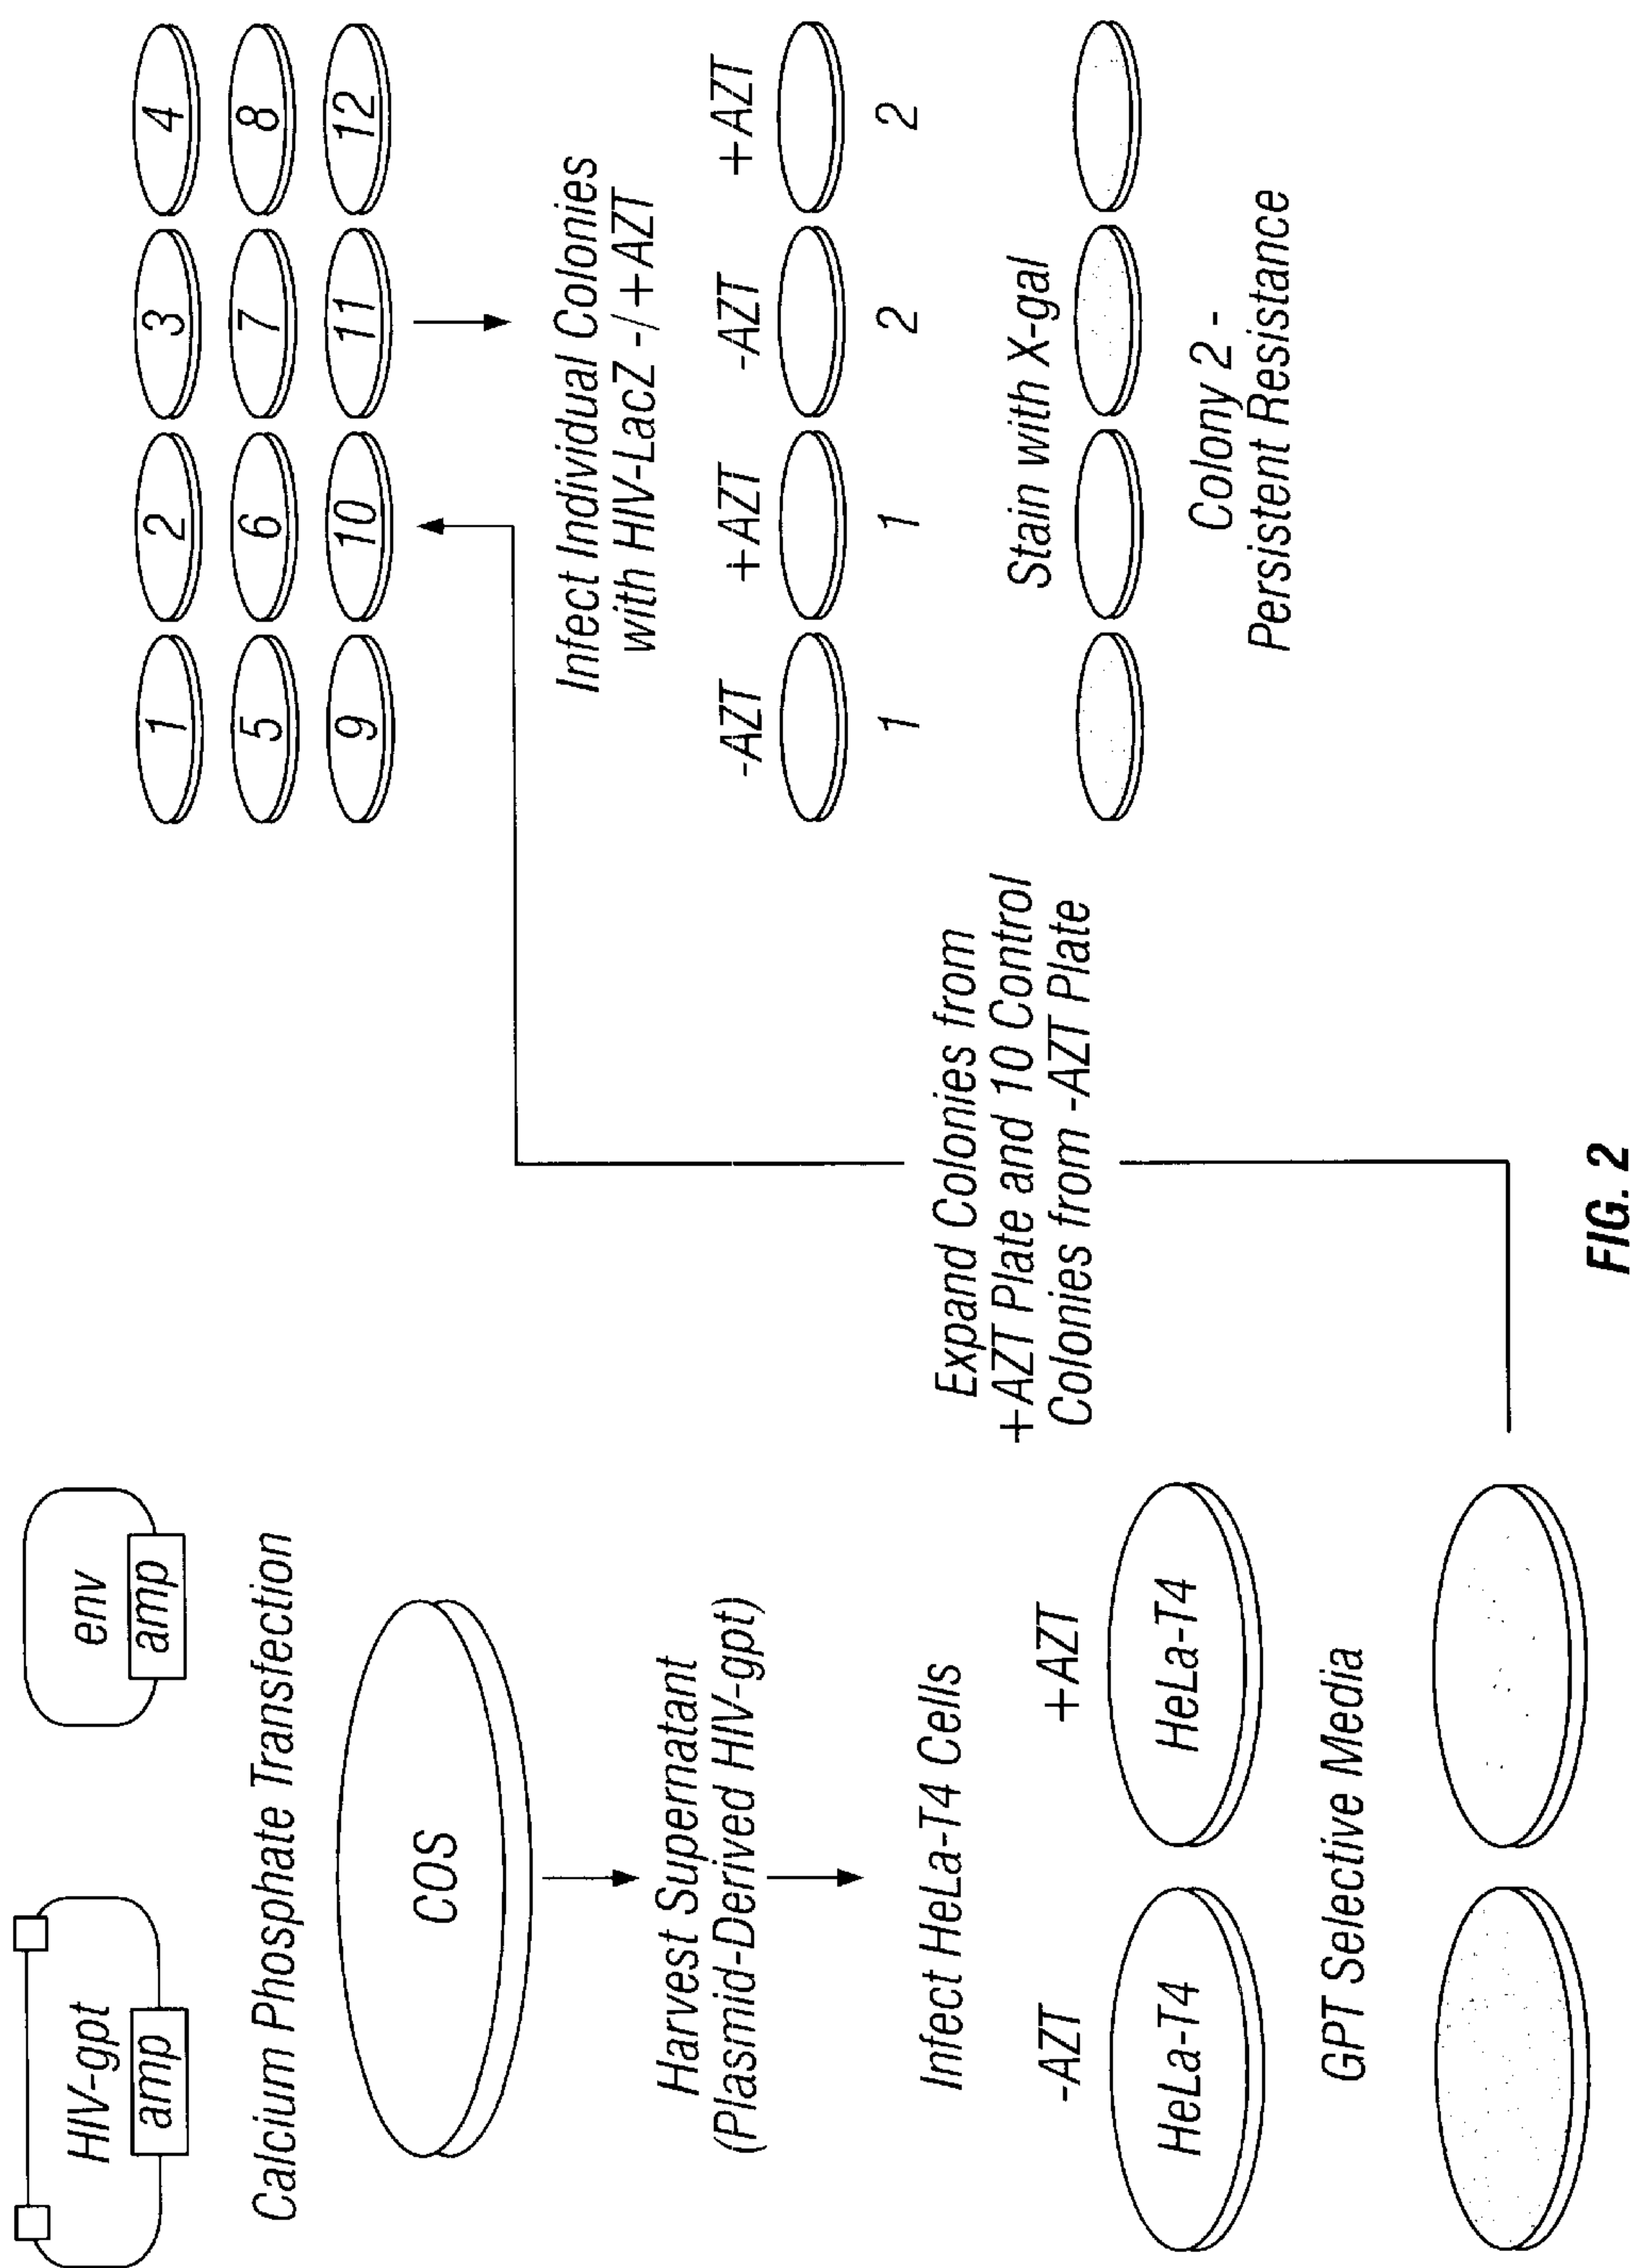 HIV-gpt
amp
env
amp
Calcium Phosphate Transfection
COS
Harvest Supernatant
(Plasmid-Derived HIV-gpt)
Infect HeLa-T4 Cells
-AZT
+AZT
HeLa-T4
HeLa-T4
GPT Selective Media
Expand Colonies from
+AZT Plate and 10 Control
Colonies from -AZT Plate
1
2
3
4
5
6
7
8
9
10
11
12
Infect Individual Colonies
with HIV-LacZ -/+AZT
-AZT
+AZT
-AZT
+AZT
1
1
2
2
Stain with X-gal
Colony 2 -
Persistent Resistance
FIG. 2